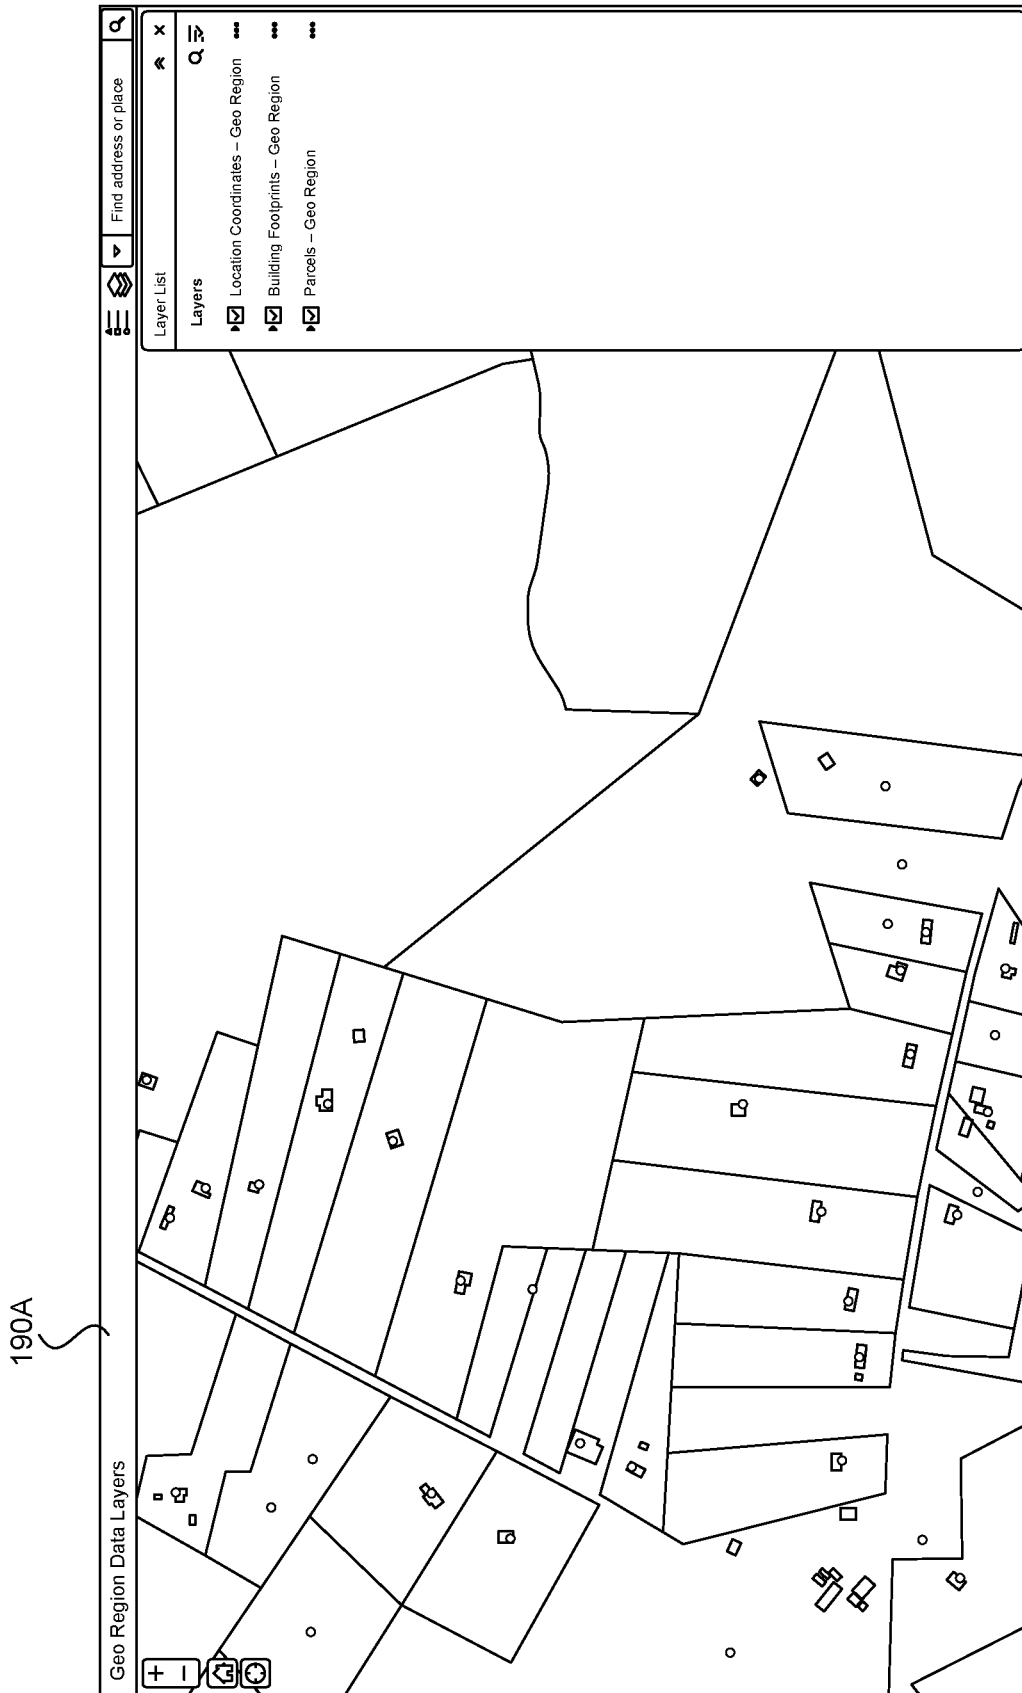 190A
Geo Region Data Layers
Find address or place
Layer List
Layers
Location Coordinates – Geo Region
Building Footprints – Geo Region
Parcels – Geo Region